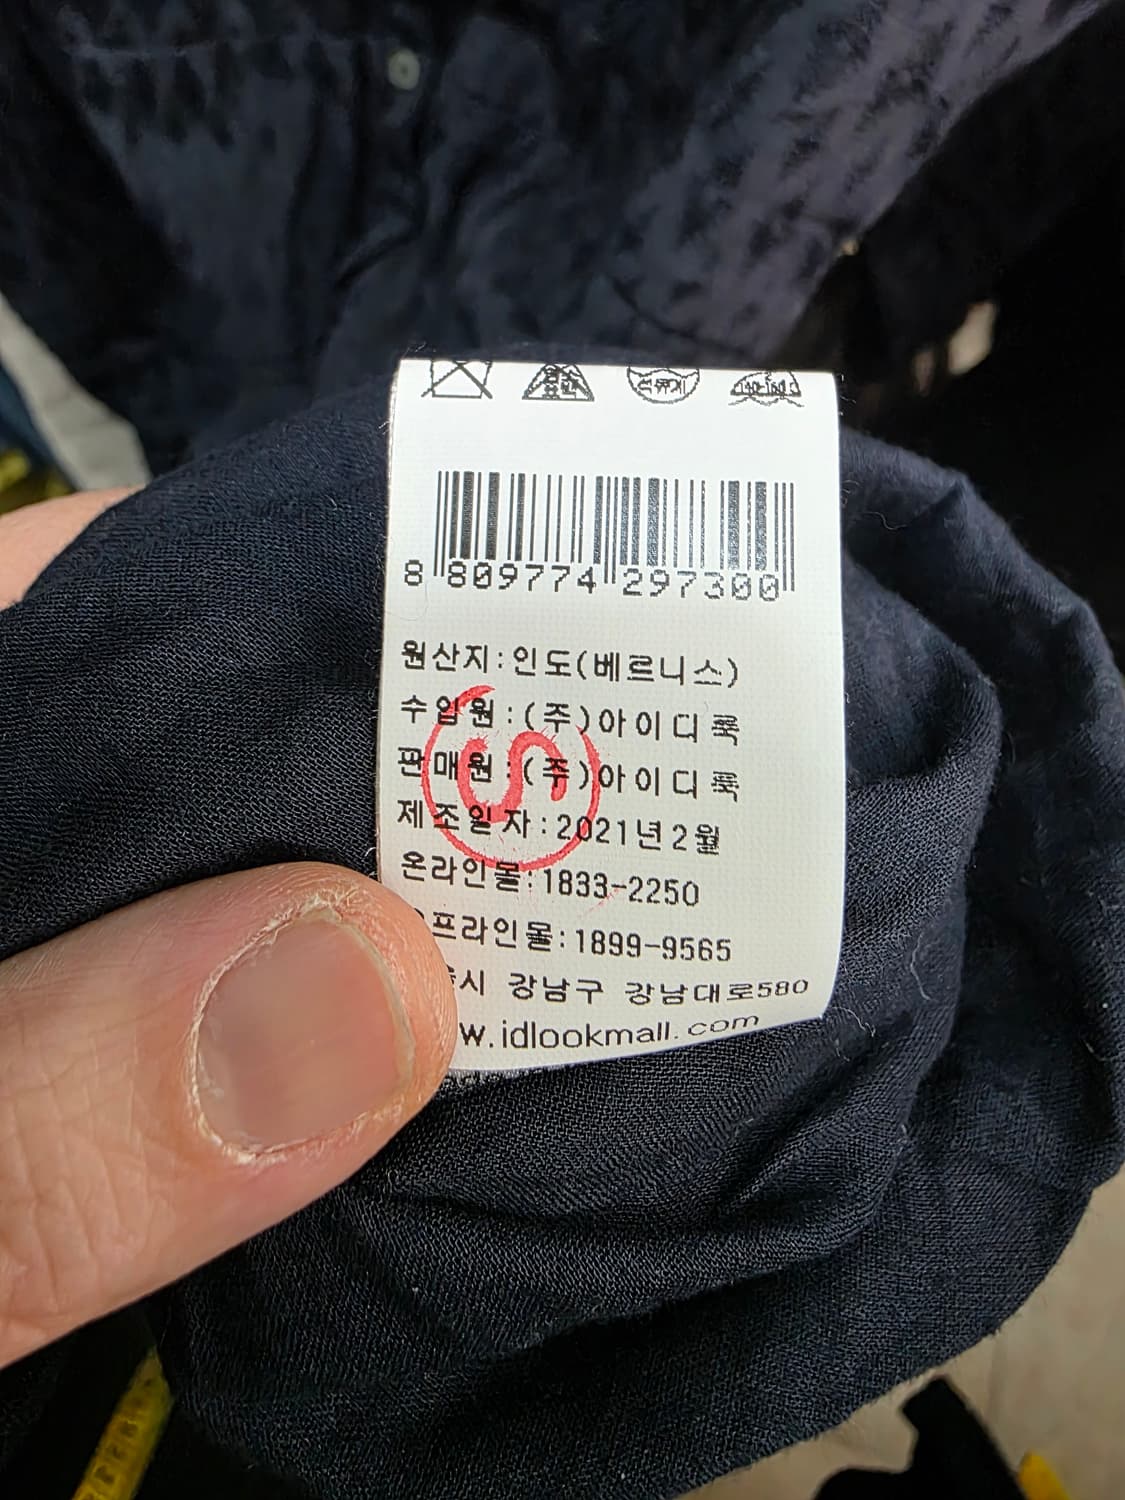 8 809774 297300
원산지:인도(베르니스)
수입원:(주)아이디룩
판매원:(주)아이디룩
제조일자:2021년2월
온라인몰:1833-2250
프라인몰:1899-9565
시 강남구 강남대로580
w.idlookmall.com
S